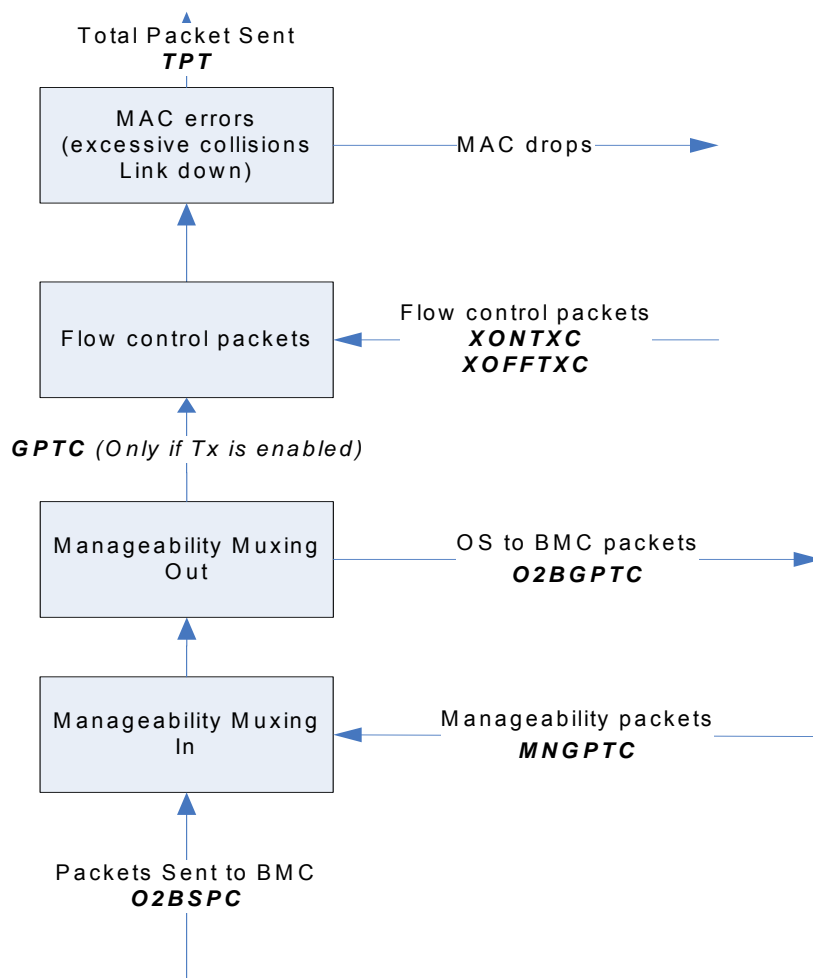 Total Packet Sent
TPT
MAC errors
(excessive collisions
Link down)
MAC drops
Flow control packets
Flow control packets
XONTXC
XOFFTXC
GPTC (Only if Tx is enabled)
Manageability Muxing
Out
OS to BMC packets
O2BGPTC
Manageability Muxing
In
Manageability packets
MNGPTC
Packets Sent to BMC
O2BSPC